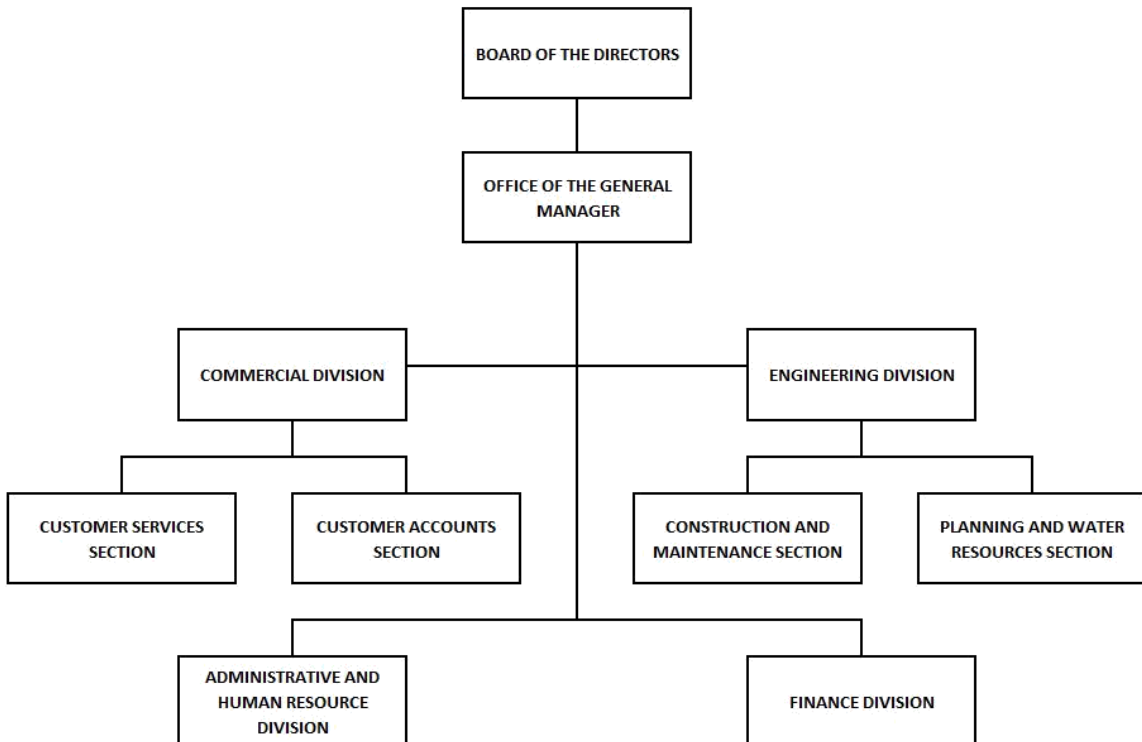 BOARD OF THE DIRECTORS
OFFICE OF THE GENERAL
MANAGER
COMMERCIAL DIVISION
ENGINEERING DIVISION
CUSTOMER SERVICES
SECTION
CUSTOMER ACCOUNTS
SECTION
CONSTRUCTION AND
MAINTENANCE SECTION
PLANNING AND WATER
RESOURCES SECTION
ADMINISTRATIVE AND
HUMAN RESOURCE
DIVISION
FINANCE DIVISION